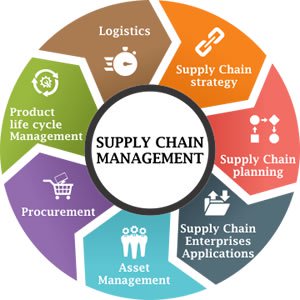 SUPPLY CHAIN
MANAGEMENT
Logistics
Supply Chain
strategy
Supply Chain
planning
Supply Chain
Enterprises
Applications
Asset
Management
Procurement
Product
life cycle
Management